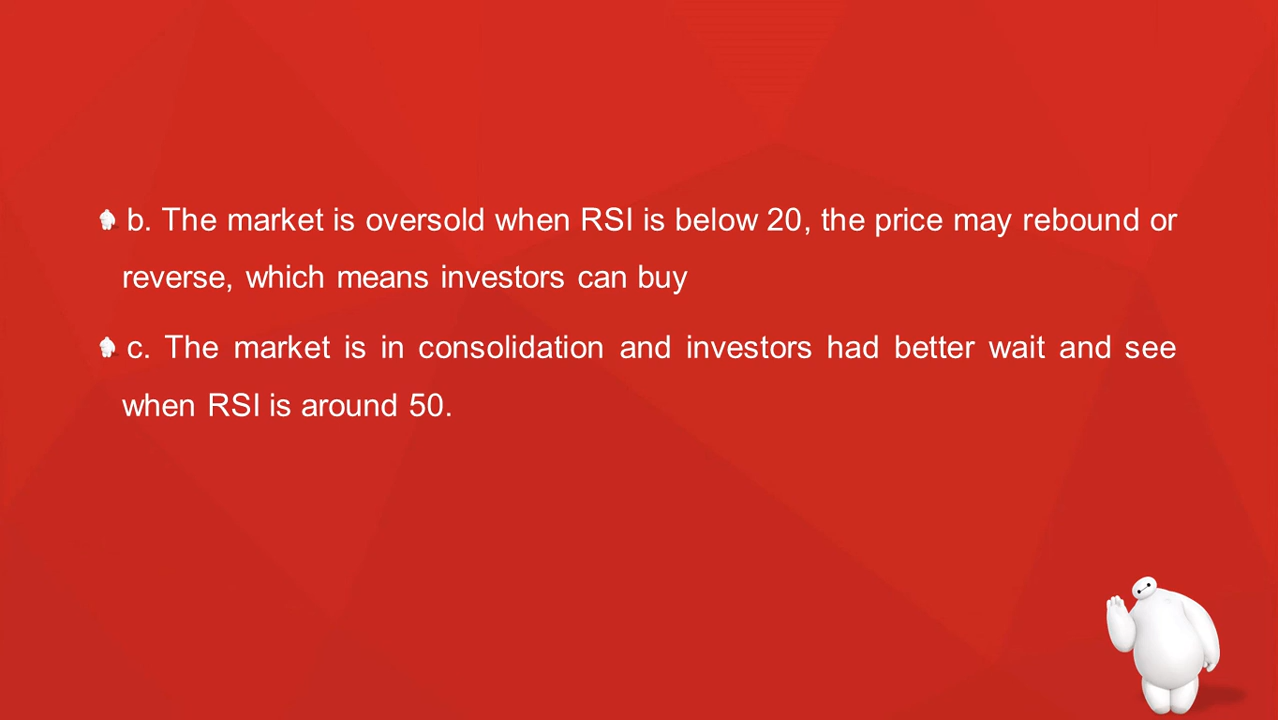 b. The market is oversold when RSI is below 20, the price may rebound or
reverse, which means investors can buy
c. The market is in consolidation and investors had better wait and see
when RSI is around 50.